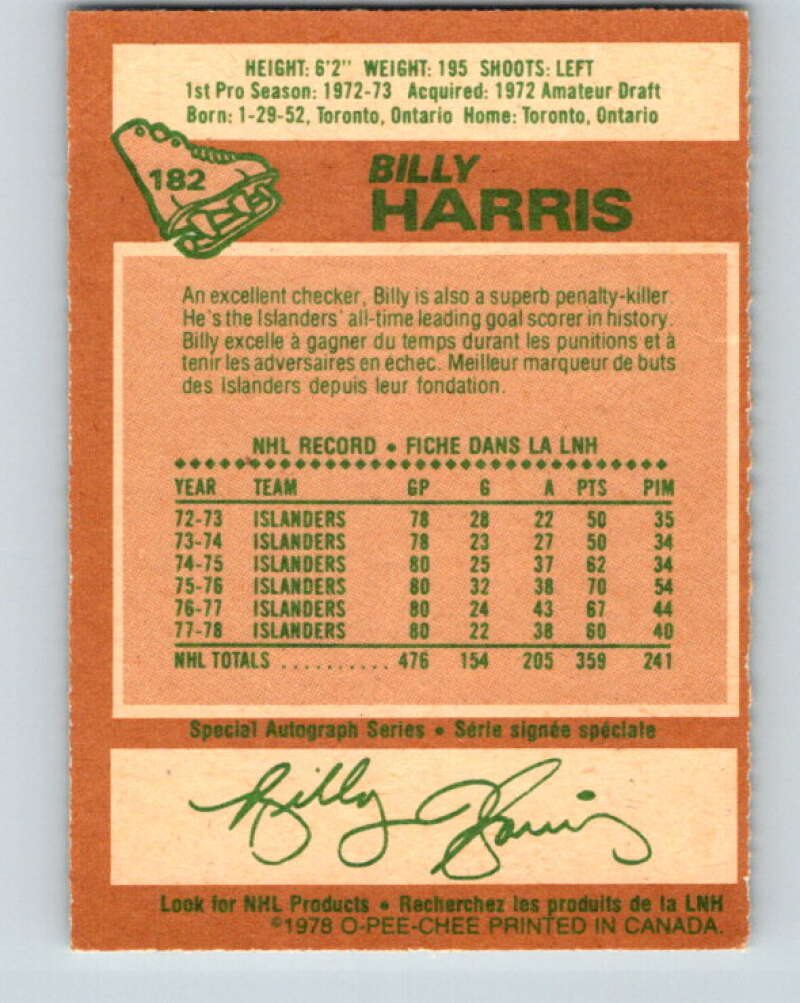 HEIGHT: 6'2" WEIGHT: 195 SHOOTS: LEFT
1st Pro Season: 1972-73 Acquired: 1972 Amateur Draft
Born: 1-29-52, Toronto, Ontario Home: Toronto, Ontario
182
BILLY
HARRIS
An excellent checker, Billy is also a superb penalty-killer.
He's the Islanders' all-time leading goal scorer in history.
Billy excelle à gagner du temps durant les punitions et à
tenir les adversaires en échec. Meilleur marqueur de buts
des Islanders depuis leur fondation.
NHL RECORD • FICHE DANS LA LNH
YEAR TEAM GP G A PTS PIM
72-73 ISLANDERS 78 28 22 50 35
73-74 ISLANDERS 78 23 27 50 34
74-75 ISLANDERS 80 25 37 62 34
75-76 ISLANDERS 80 32 38 70 54
76-77 ISLANDERS 80 24 43 67 44
77-78 ISLANDERS 80 22 38 60 40
NHL TOTALS .......... 476 154 205 359 241
Special Autograph Series • Série signée spéciale
Billy Harris
Look for NHL Products • Recherchez les produits de la LNH
©1978 O-PEE-CHEE PRINTED IN CANADA.